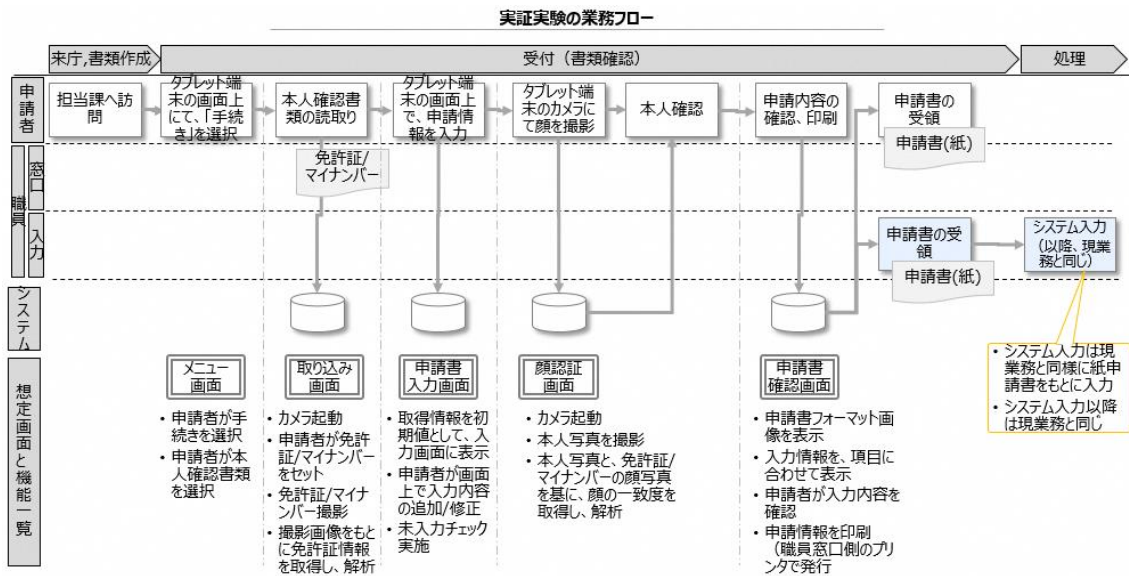 実証実験の業務フロー
来庁,書類作成
受付（書類確認）
処理
申請者
担当課へ訪
問
タブレット端
末の画面上
にて、「手続
き」を選択
本人確認書
類の読取り
タブレット端
末の画面上
で、申請情
報を入力
タブレット端
末のカメラに
て顔を撮影
本人確認
申請内容の
確認、印刷
申請書の
受領
申請書(紙)
職員
窓口
免許証/
マイナンバー
入力
申請書の受
領
申請書(紙)
システム入力
（以降、現業
務と同じ）
システム
・システム入力は現
業務と同様に紙申
請書をもとに入力
・システム入力以降
は現業務と同じ
想定画面と機能一覧
メニュー
画面
・申請者が手
続きを選択
・申請者が本
人確認書類
を選択
取り込み
画面
・カメラ起動
・申請者が免許
証/マイナンバー
をセット
・免許証/マイナ
ンバー撮影
・撮影画像をもと
に免許証情報
を取得し、解析
申請書
入力画面
・取得情報を初
期値として、入
力画面に表示
・申請者が画面
上で入力内容
の追加/修正
・未入力チェック
実施
顔認証
画面
・カメラ起動
・本人写真を撮影
・本人写真と、免許証/
マイナンバーの顔写真
を基に、顔の一致度を
取得し、解析
申請書
確認画面
・申請書フォーマット画
像を表示
・入力情報を、項目
に合わせて表示
・申請者が入力内容を
確認
・申請情報を印刷
（職員窓口側のプリ
ンタで発行